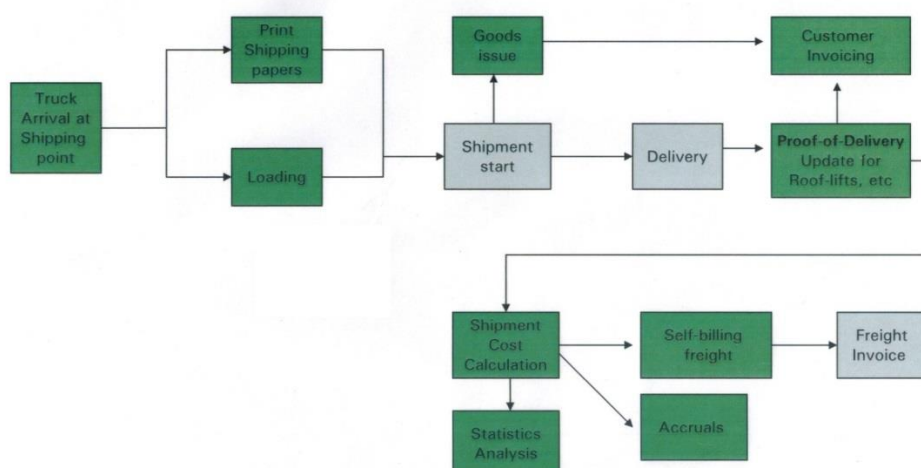 Print
Shipping
papers
Goods
issue
Customer
Invoicing
Truck
Arrival at
Shipping
point
Loading
Shipment
start
Delivery
Proof-of-Delivery
Update for
Roof-lifts, etc
Shipment
Cost
Calculation
Self-billing
freight
Freight
Invoice
Statistics
Analysis
Accruals